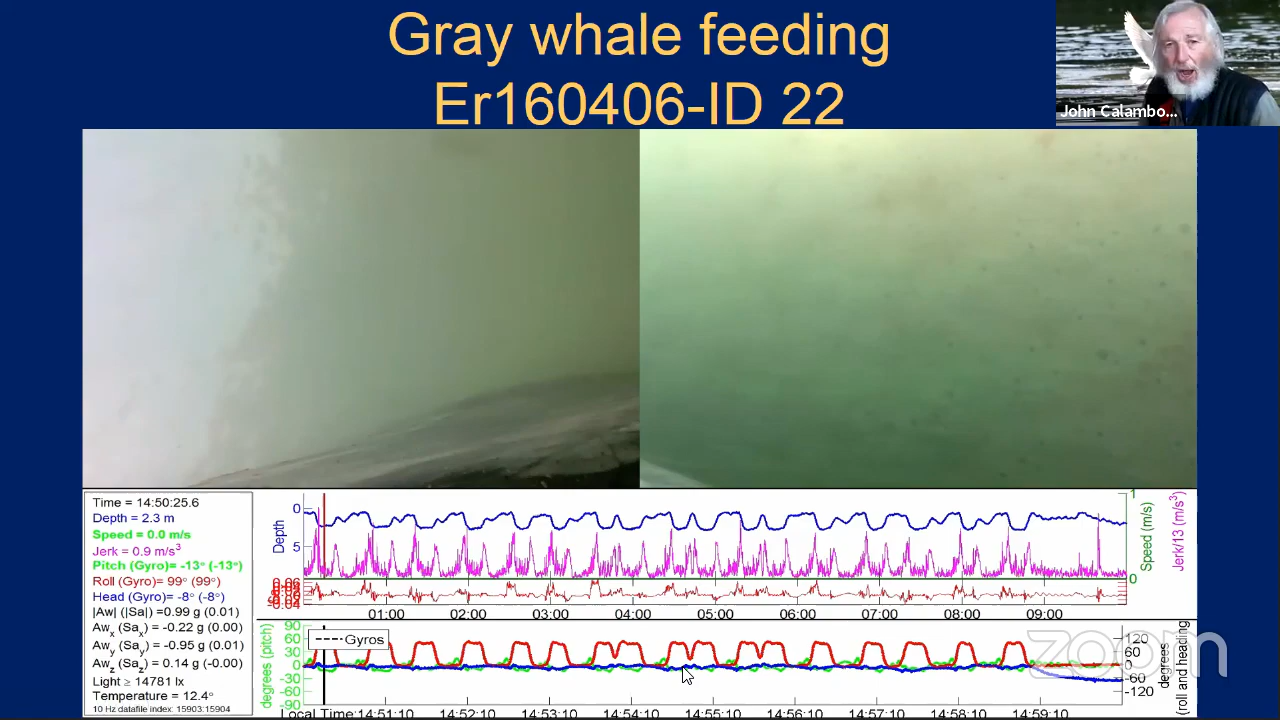 Gray whale feeding
Er160406-ID 22
John Calambo...
Time = 14:50:25.6
Depth = 2.3 m
Speed = 0.0 m/s
Jerk = 0.9 m/s³
Pitch (Gyro)= -13° (-13°)
Roll (Gyro)= 99° (99°)
Head (Gyro)= -8° (-8°)
|Aw| (|Sa|) =0.99 g (0.01)
Awx (Sax) = -0.22 g (0.00)
Awy (Say) = -0.95 g (0.01)
Awz (Saz) = 0.14 g (-0.00)
Light ≥ 14781 lx
Temperature = 12.4°
10 Hz datafile index: 15903:15904
Depth
0
5
1
0
Speed (m/s)
Jerk/13 (m/s³)
0.06
-0.04
01:00 02:00 03:00 04:00 05:00 06:00 07:00 08:00 09:00
degrees (pitch)
90
60
30
0
-30
-60
-90
Gyros
120
60
0
-60
-120
degrees
(roll and heading)
Local Time: 14:51:10 14:52:10 14:53:10 14:54:10 14:55:10 14:56:10 14:57:10 14:58:10 14:59:10
zoom